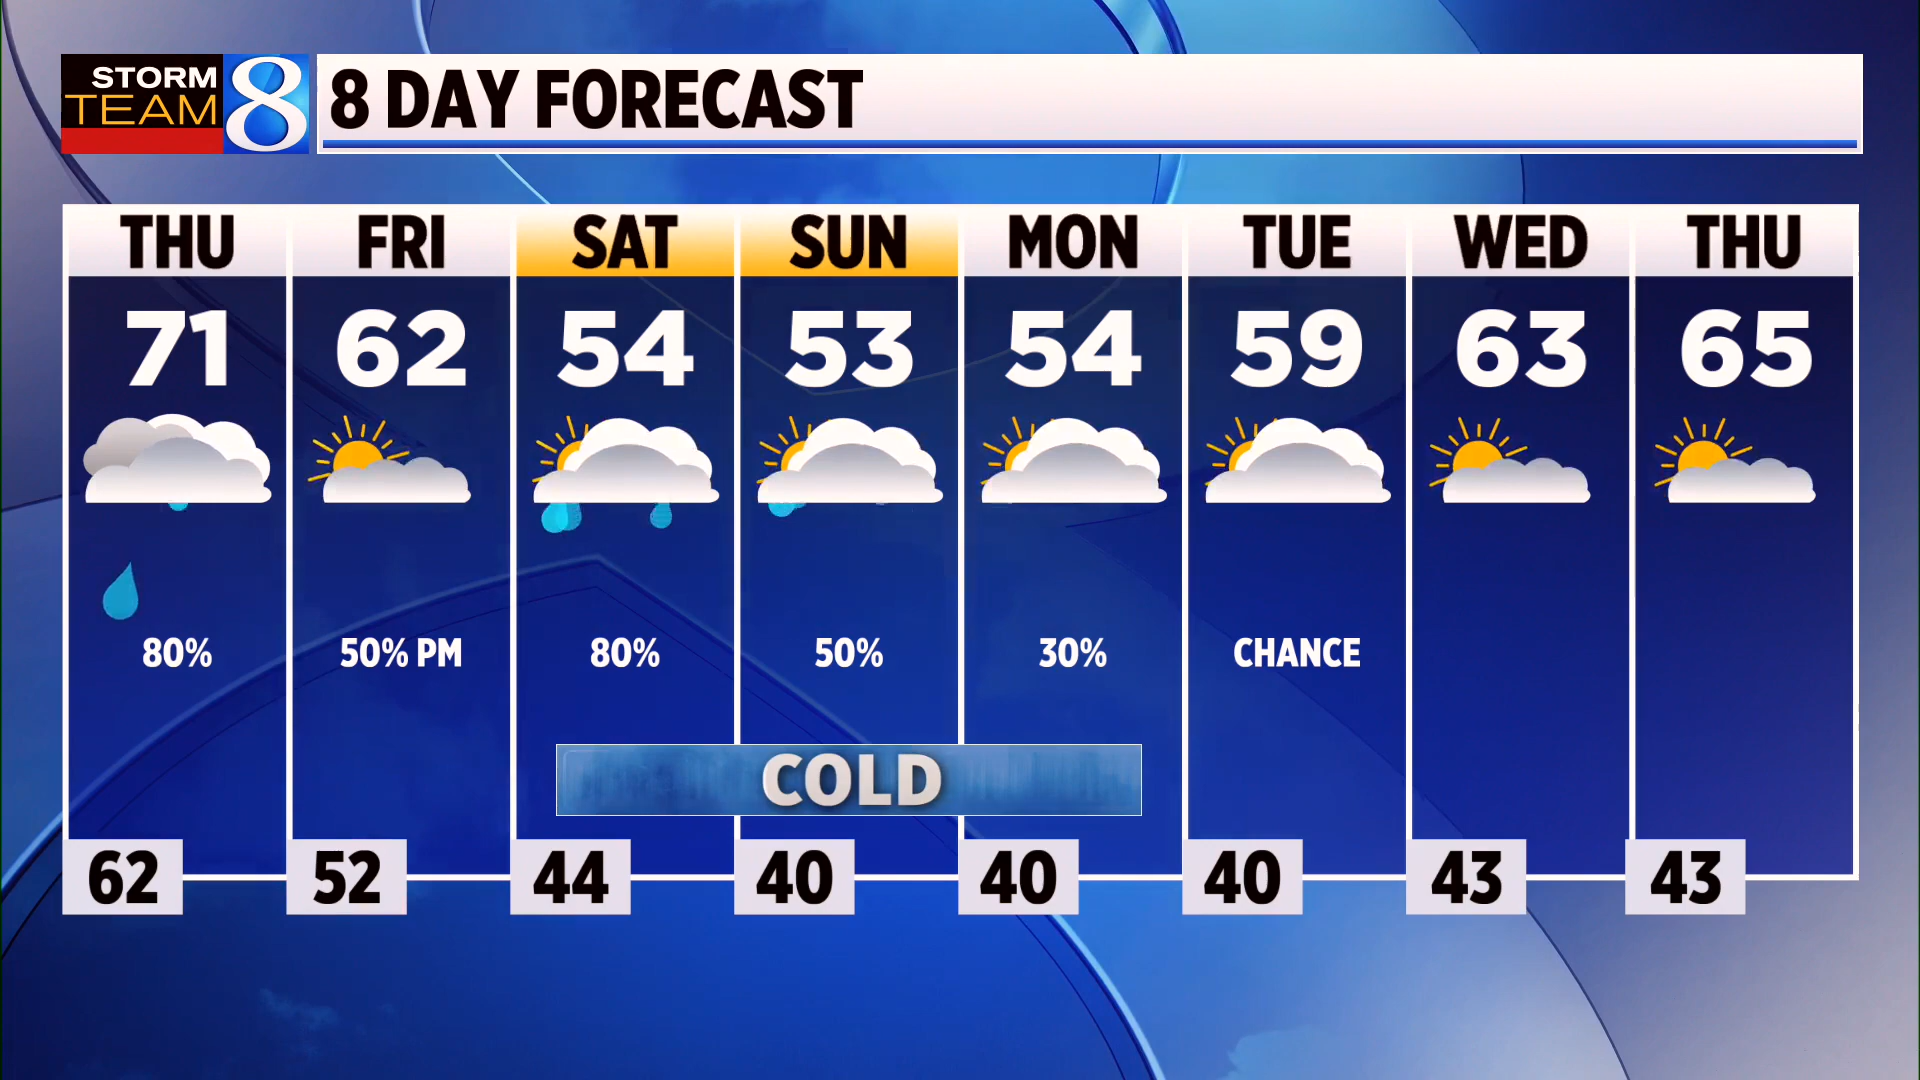 STORM
TEAM
8
8 DAY FORECAST
THU FRI SAT SUN MON TUE WED THU
71 62 54 53 54 59 63 65
80% 50% PM 80% 50% 30% CHANCE
COLD
62 52 44 40 40 40 43 43